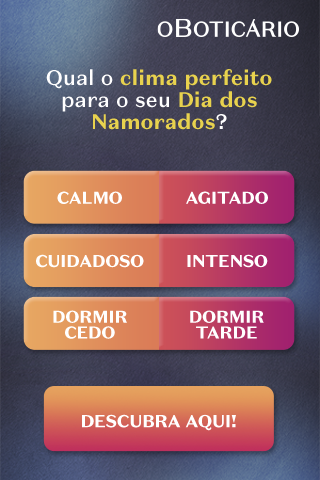 oBOTICÁRIO
Qual o clima perfeito
para o seu Dia dos
Namorados?
CALMO AGITADO
CUIDADOSO INTENSO
DORMIR CEDO DORMIR TARDE
DESCUBRA AQUI!